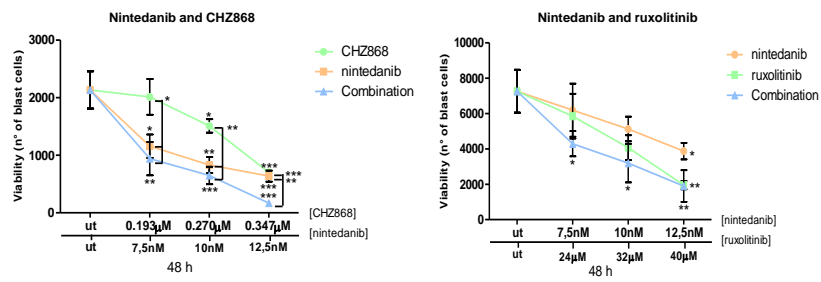 Nintedanib and CHZ868
Viability (n° of blast cells)
3000
2000
1000
0
CHZ868
nintedanib
Combination
*
*
*
**
**
**
***
***
***
**
***
***
ut 0.193µM 0.270µM 0.347µM [CHZ868]
ut 7,5nM 10nM 12,5nM [nintedanib]
48 h
Nintedanib and ruxolitinib
Viability (n° of blast cells)
10000
8000
6000
4000
2000
0
nintedanib
ruxolitinib
Combination
*
*
*
**
**
ut 7,5nM 10nM 12,5nM [nintedanib]
ut 24µM 32µM 40µM [ruxolitinib]
48 h